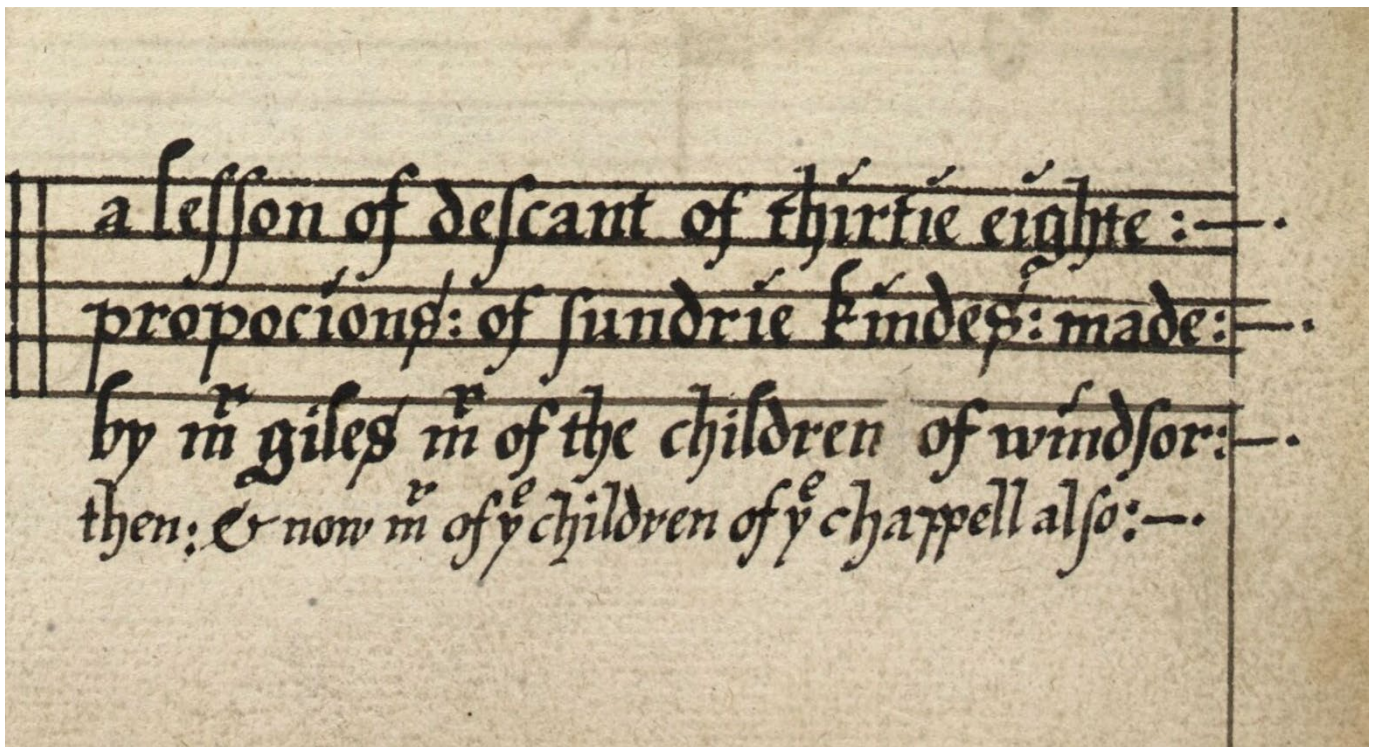 a lesson of descant of thirtie eighte :—.
propocions: of sundrie kindes: made:—.
by mʳ giles mʳ of the children of windsor:—.
then: & now mʳ of yᵉ children of yᵉ chappell also:—.